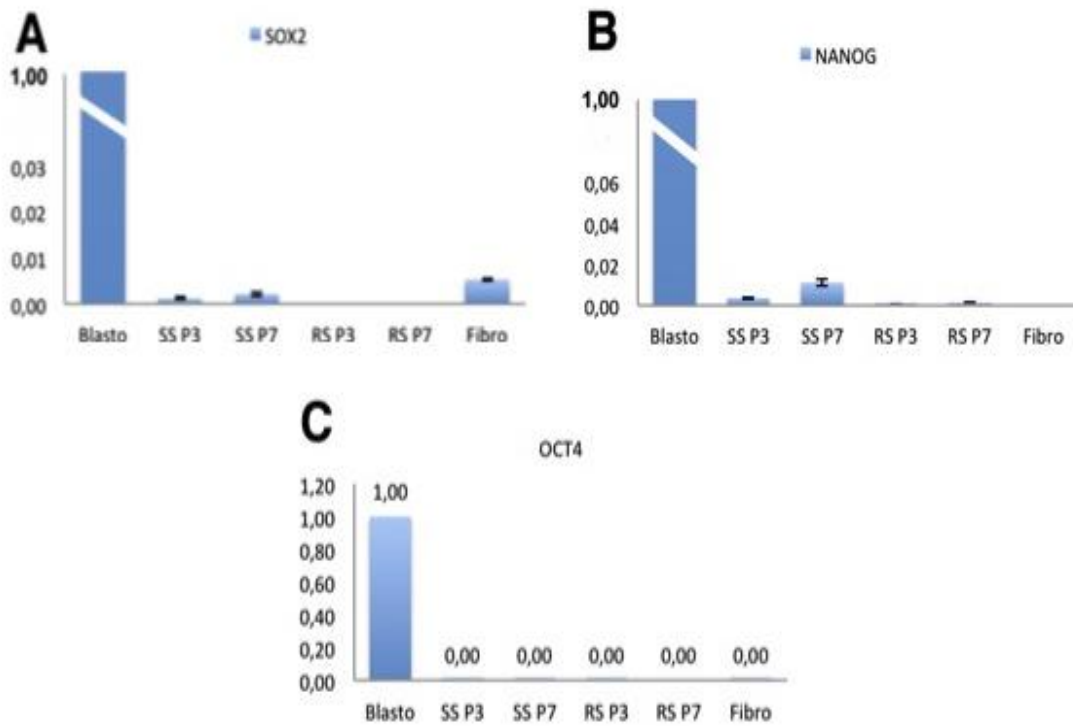 A
SOX2
1,00
0,03
0,02
0,01
0,00
Blasto SS P3 SS P7 RS P3 RS P7 Fibro
B
NANOG
1,00
0,06
0,04
0,02
0,00
Blasto SS P3 SS P7 RS P3 RS P7 Fibro
C
OCT4
1,20
1,00
0,80
0,60
0,40
0,20
0,00
1,00
0,00 0,00 0,00 0,00 0,00
Blasto SS P3 SS P7 RS P3 RS P7 Fibro